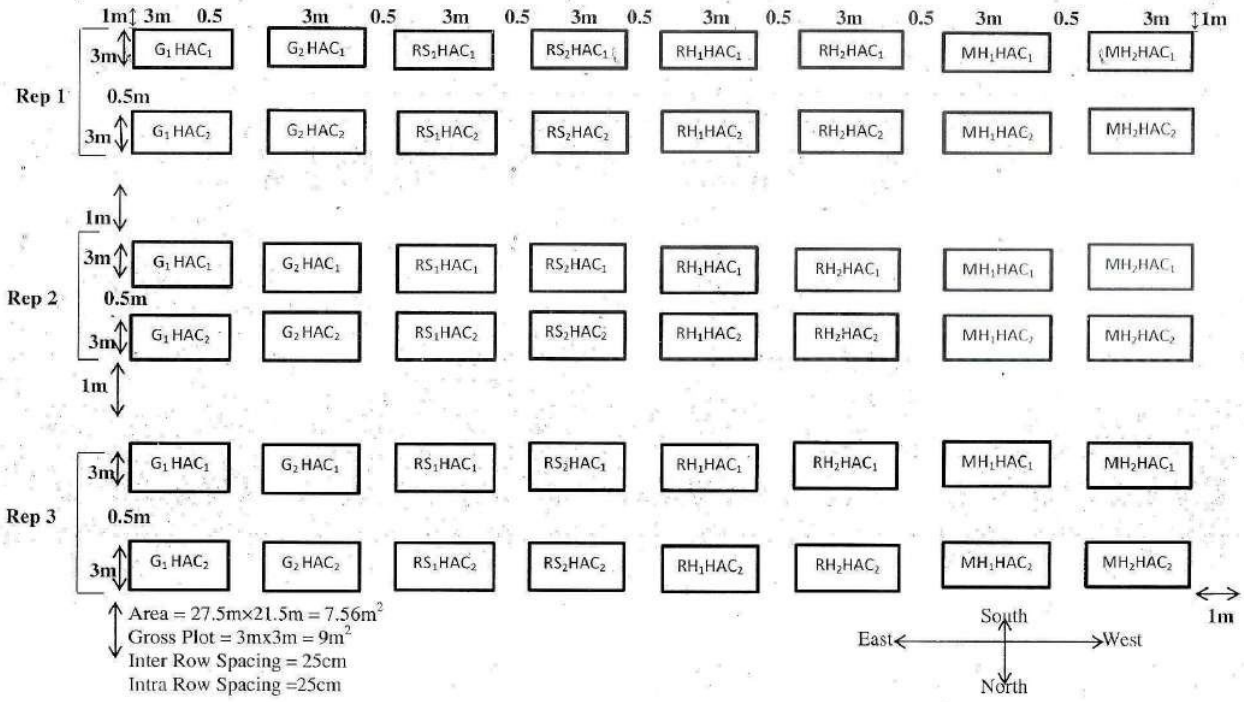 1m 3m 0.5 3m 0.5 3m 0.5 3m 0.5 3m 0.5 3m 0.5 3m 0.5 3m 1m
3m G₁HAC₁ G₂HAC₁ RS₁HAC₁ RS₂HAC₁ RH₁HAC₁ RH₂HAC₁ MH₁HAC₁ MH₂HAC₁
Rep 1 0.5m
3m G₁HAC₂ G₂HAC₂ RS₁HAC₂ RS₂HAC₂ RH₁HAC₂ RH₂HAC₂ MH₁HAC₂ MH₂HAC₂
1m
3m G₁HAC₁ G₂HAC₁ RS₁HAC₁ RS₂HAC₁ RH₁HAC₁ RH₂HAC₁ MH₁HAC₁ MH₂HAC₁
Rep 2 0.5m
3m G₁HAC₂ G₂HAC₂ RS₁HAC₂ RS₂HAC₂ RH₁HAC₂ RH₂HAC₂ MH₁HAC₂ MH₂HAC₂
1m
3m G₁HAC₁ G₂HAC₁ RS₁HAC₁ RS₂HAC₁ RH₁HAC₁ RH₂HAC₁ MH₁HAC₁ MH₂HAC₁
Rep 3 0.5m
3m G₁HAC₂ G₂HAC₂ RS₁HAC₂ RS₂HAC₂ RH₁HAC₂ RH₂HAC₂ MH₁HAC₂ MH₂HAC₂
1m
Area = 27.5m×21.5m = 7.56m²
Gross Plot = 3mx3m = 9m²
Inter Row Spacing = 25cm
Intra Row Spacing =25cm
South
East West
North